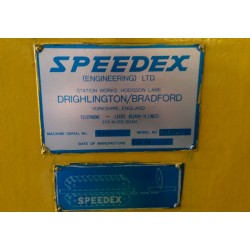 SPEEDEX
(ENGINEERING) LTD
STATION WORKS HODGSON LANE
DRIGHLINGTON/BRADFORD
YORKSHIRE, ENGLAND
TELEPHONE
MACHINE SERIAL No.
MODEL No.
DATE OF MANUFACTURE
SPEEDEX